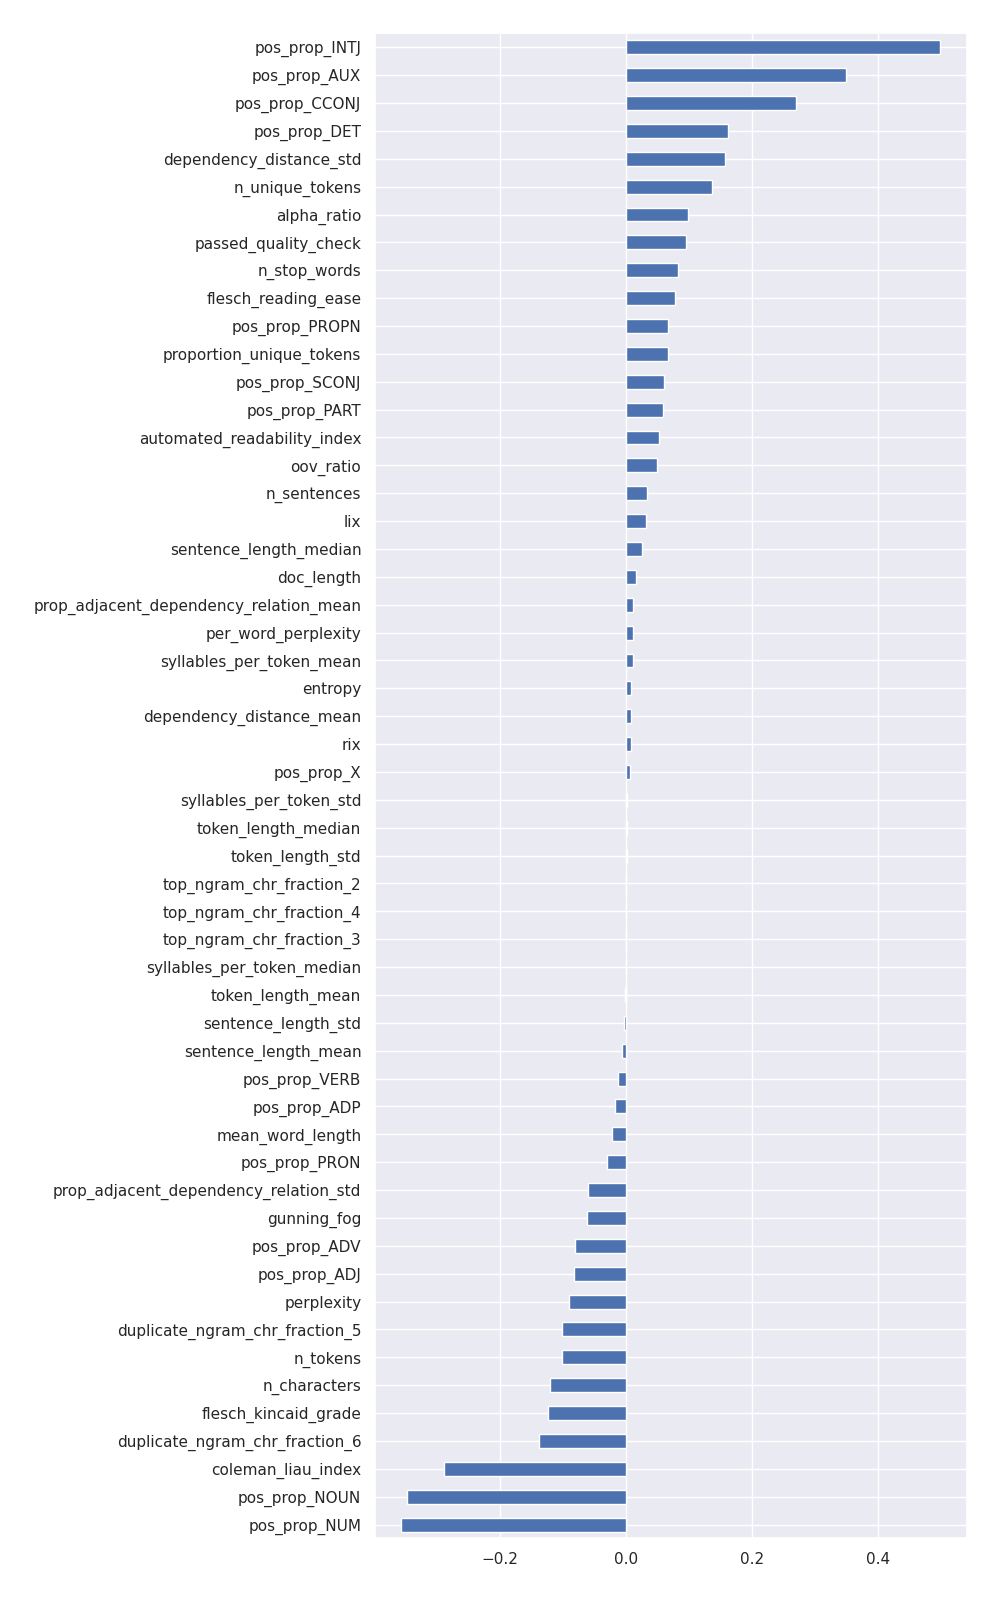 pos_prop_INTJ
pos_prop_AUX
pos_prop_CCONJ
pos_prop_DET
dependency_distance_std
n_unique_tokens
alpha_ratio
passed_quality_check
n_stop_words
flesch_reading_ease
pos_prop_PROPN
proportion_unique_tokens
pos_prop_SCONJ
pos_prop_PART
automated_readability_index
oov_ratio
n_sentences
lix
sentence_length_median
doc_length
prop_adjacent_dependency_relation_mean
per_word_perplexity
syllables_per_token_mean
entropy
dependency_distance_mean
rix
pos_prop_X
syllables_per_token_std
token_length_median
token_length_std
top_ngram_chr_fraction_2
top_ngram_chr_fraction_4
top_ngram_chr_fraction_3
syllables_per_token_median
token_length_mean
sentence_length_std
sentence_length_mean
pos_prop_VERB
pos_prop_ADP
mean_word_length
pos_prop_PRON
prop_adjacent_dependency_relation_std
gunning_fog
pos_prop_ADV
pos_prop_ADJ
perplexity
duplicate_ngram_chr_fraction_5
n_tokens
n_characters
flesch_kincaid_grade
duplicate_ngram_chr_fraction_6
coleman_liau_index
pos_prop_NOUN
pos_prop_NUM
−0.2 0.0 0.2 0.4